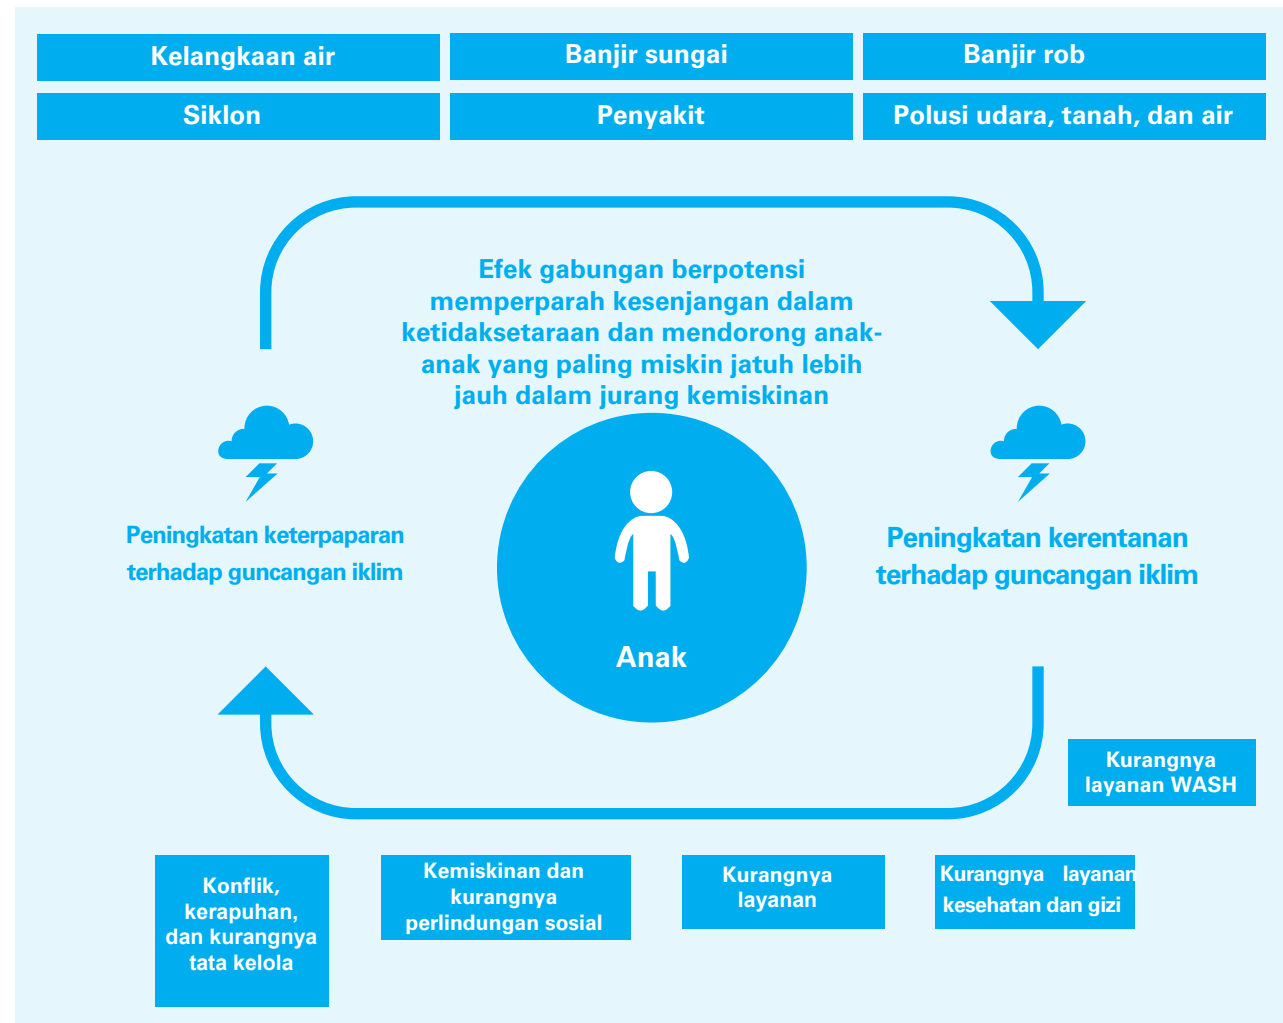 Kelangkaan air
Banjir sungai
Banjir rob
Siklon
Penyakit
Polusi udara, tanah, dan air
Efek gabungan berpotensi
memperparah kesenjangan dalam
ketidaksetaraan dan mendorong anak-
anak yang paling miskin jatuh lebih
jauh dalam jurang kemiskinan
Peningkatan keterpaparan
terhadap guncangan iklim
Anak
Peningkatan kerentanan
terhadap guncangan iklim
Kurangnya
layanan WASH
Konflik,
kerapuhan,
dan kurangnya
tata kelola
Kemiskinan dan
kurangnya
perlindungan sosial
Kurangnya
layanan
Kurangnya layanan
kesehatan dan gizi